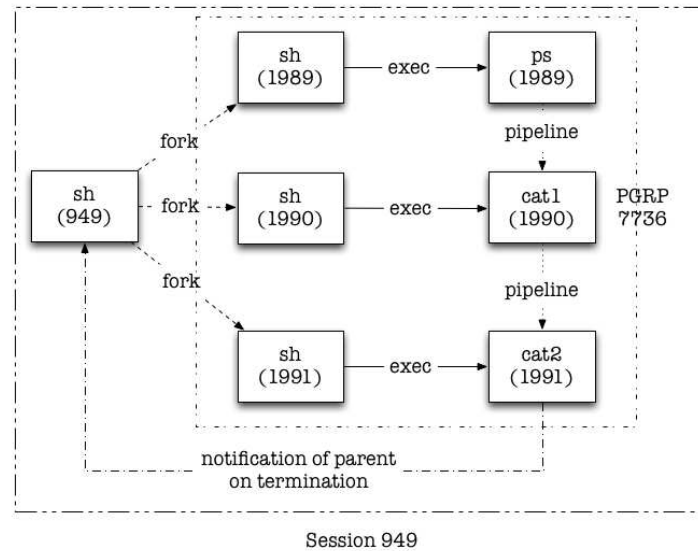 sh
(1989)
exec
ps
(1989)
fork
pipeline
sh
(949)
fork
sh
(1990)
exec
cat1
(1990)
PGRP
7736
fork
pipeline
sh
(1991)
exec
cat2
(1991)
notification of parent
on termination
Session 949